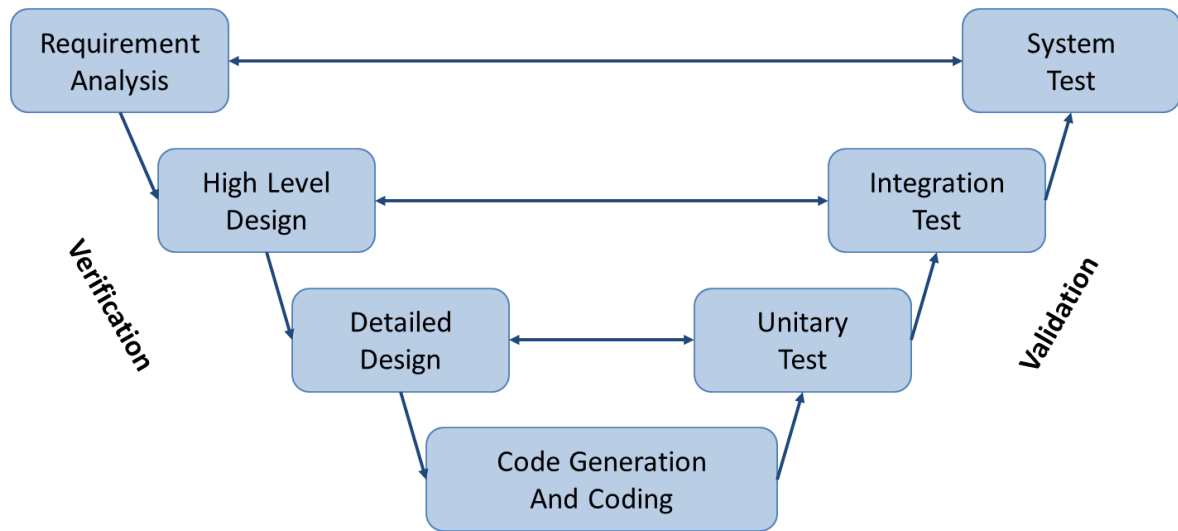 Requirement
Analysis
System
Test
High Level
Design
Integration
Test
Verification
Validation
Detailed
Design
Unitary
Test
Code Generation
And Coding